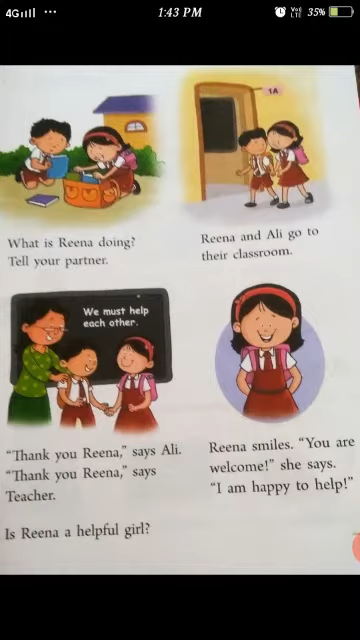 4G
1:43 PM
VoI LTE
35%
1A
What is Reena doing?
Tell your partner.
Reena and Ali go to
their classroom.
We must help
each other.
"Thank you Reena," says Ali.
"Thank you Reena," says
Teacher.
Reena smiles. "You are
welcome!" she says.
"I am happy to help!"
Is Reena a helpful girl?